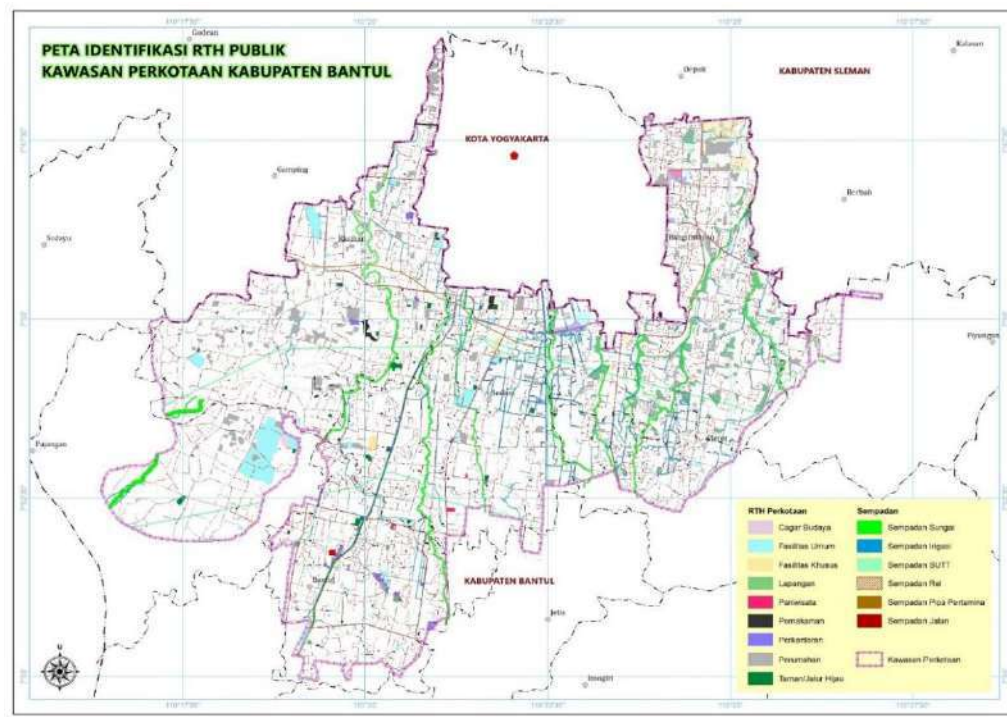 PETA IDENTIFIKASI RTH PUBLIK
KAWASAN PERKOTAAN KABUPATEN BANTUL
Godean
Kalasan
Depok
KABUPATEN SLEMAN
KOTA YOGYAKARTA
Gamping
Berbah
Sedayu
Kasihan
Banguntapan
Piyungan
Sewon
Pajangan
Pleret
Bantul
KABUPATEN BANTUL
Jetis
Imogiri
U
RTH Perkotaan
Cagar Budaya
Fasilitas Umum
Fasilitas Khusus
Lapangan
Pariwisata
Pemakaman
Perkantoran
Perumahan
Taman/Jalur Hijau
Sempadan
Sempadan Sungai
Sempadan Irigasi
Sempadan SUTT
Sempadan Rel
Sempadan Pipa Pertamina
Sempadan Jalan
Kawasan Perkotaan